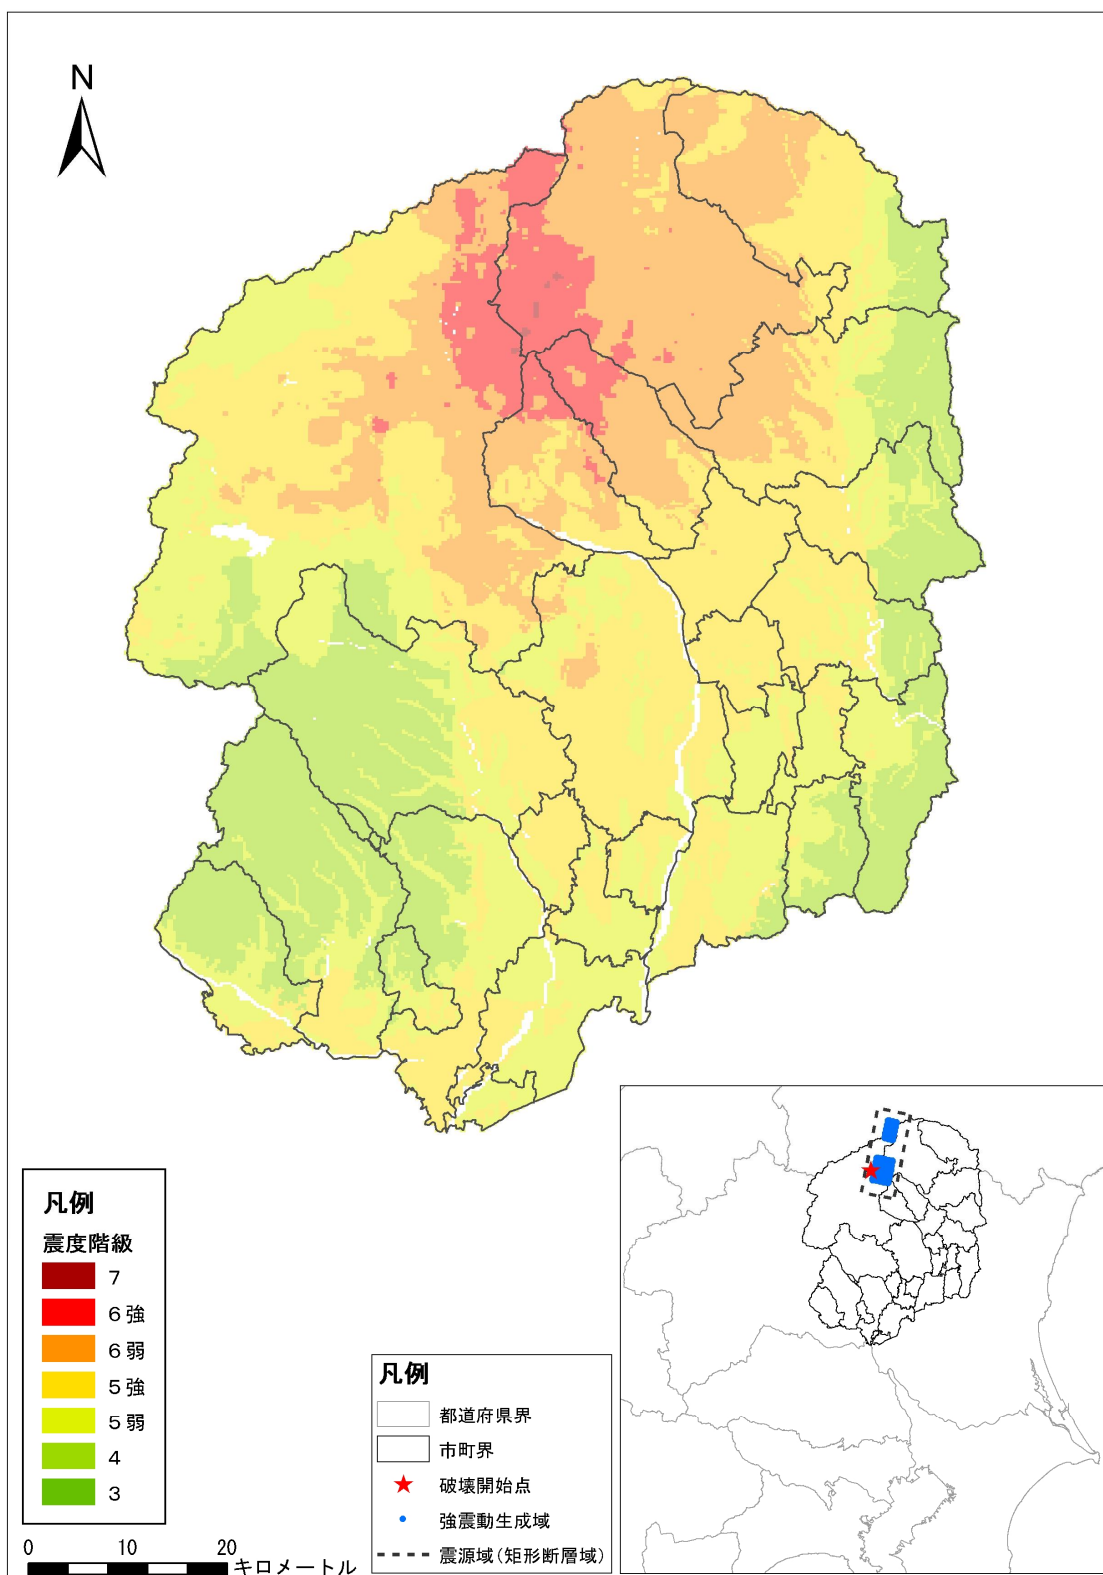 N
凡例
震度階級
7
6強
6弱
5強
5弱
4
3
0 10 20
キロメートル
凡例
都道府県界
市町界
破壊開始点
強震動生成域
震源域(矩形断層域)